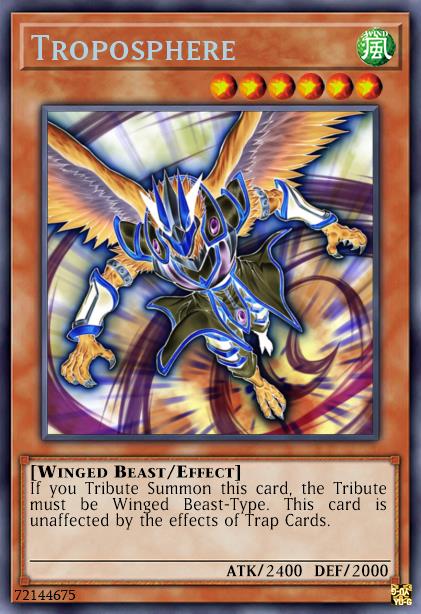 Troposphere
WIND
風
[Winged Beast/Effect]
If you Tribute Summon this card, the Tribute
must be Winged Beast-Type. This card is
unaffected by the effects of Trap Cards.
ATK/2400 DEF/2000
72144675